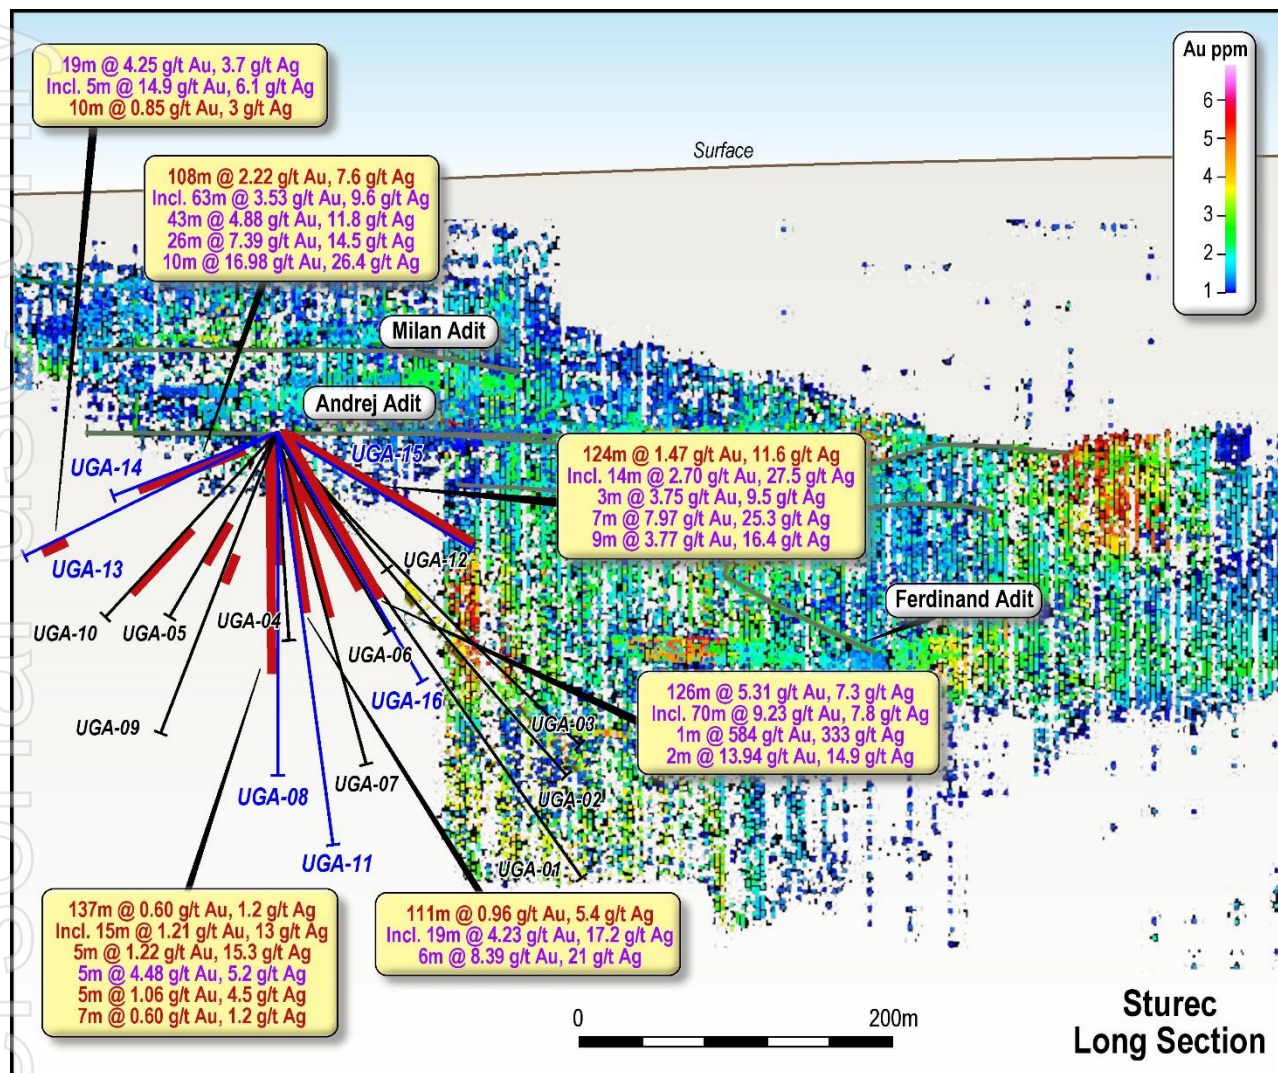 19m @ 4.25 g/t Au, 3.7 g/t Ag
Incl. 5m @ 14.9 g/t Au, 6.1 g/t Ag
10m @ 0.85 g/t Au, 3 g/t Ag
Au ppm
6
5
4
3
2
1
Surface
108m @ 2.22 g/t Au, 7.6 g/t Ag
Incl. 63m @ 3.53 g/t Au, 9.6 g/t Ag
43m @ 4.88 g/t Au, 11.8 g/t Ag
26m @ 7.39 g/t Au, 14.5 g/t Ag
10m @ 16.98 g/t Au, 26.4 g/t Ag
Milan Adit
Andrej Adit
UGA-14
UGA-15
124m @ 1.47 g/t Au, 11.6 g/t Ag
Incl. 14m @ 2.70 g/t Au, 27.5 g/t Ag
3m @ 3.75 g/t Au, 9.5 g/t Ag
7m @ 7.97 g/t Au, 25.3 g/t Ag
9m @ 3.77 g/t Au, 16.4 g/t Ag
UGA-13
UGA-12
Ferdinand Adit
UGA-10
UGA-05
UGA-04
UGA-06
UGA-16
126m @ 5.31 g/t Au, 7.3 g/t Ag
Incl. 70m @ 9.23 g/t Au, 7.8 g/t Ag
1m @ 584 g/t Au, 333 g/t Ag
2m @ 13.94 g/t Au, 14.9 g/t Ag
UGA-09
UGA-03
UGA-07
UGA-08
UGA-02
UGA-11
UGA-01
137m @ 0.60 g/t Au, 1.2 g/t Ag
Incl. 15m @ 1.21 g/t Au, 13 g/t Ag
5m @ 1.22 g/t Au, 15.3 g/t Ag
5m @ 4.48 g/t Au, 5.2 g/t Ag
5m @ 1.06 g/t Au, 4.5 g/t Ag
7m @ 0.60 g/t Au, 1.2 g/t Ag
111m @ 0.96 g/t Au, 5.4 g/t Ag
Incl. 19m @ 4.23 g/t Au, 17.2 g/t Ag
6m @ 8.39 g/t Au, 21 g/t Ag
0
200m
Sturec
Long Section